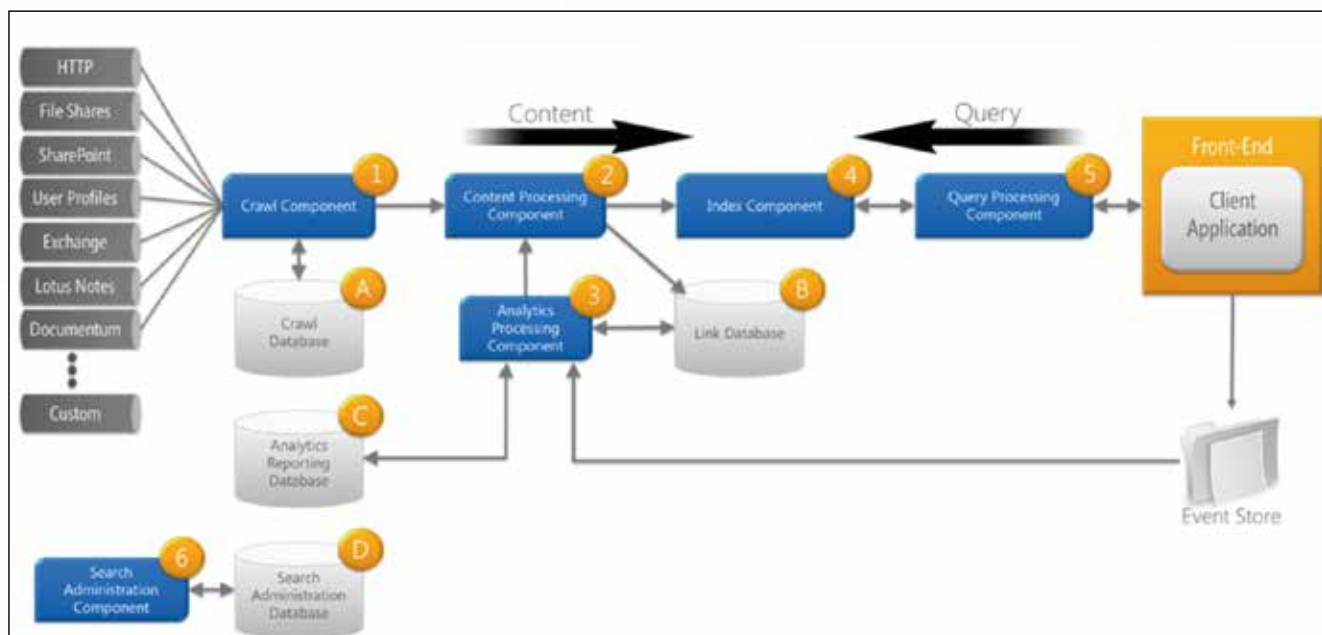 HTTP
File Shares
SharePoint
User Profiles
Exchange
Lotus Notes
Documentum
Custom
Content
Query
1
Crawl Component
2
Content Processing
Component
4
Index Component
5
Query Processing
Component
Front-End
Client
Application
A
Crawl
Database
3
Analytics
Processing
Component
B
Link Database
C
Analytics
Reporting
Database
Event Store
6
Search
Administration
Component
D
Search
Administration
Database